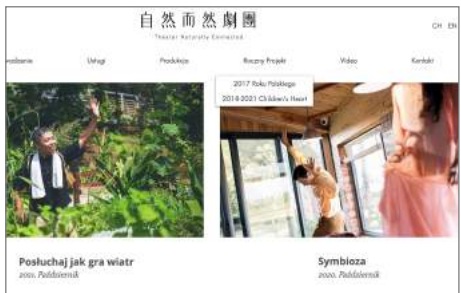 自然而然劇團
Theater Naturally Connected
CH EN
Usługi Produkcja Roczny Projekt Video Kontakt
2017 Roku Polskiego
2018-2021 Children's Heart
Posłuchaj jak gra wiatr
2021. Październik
Symbioza
2020. Październik